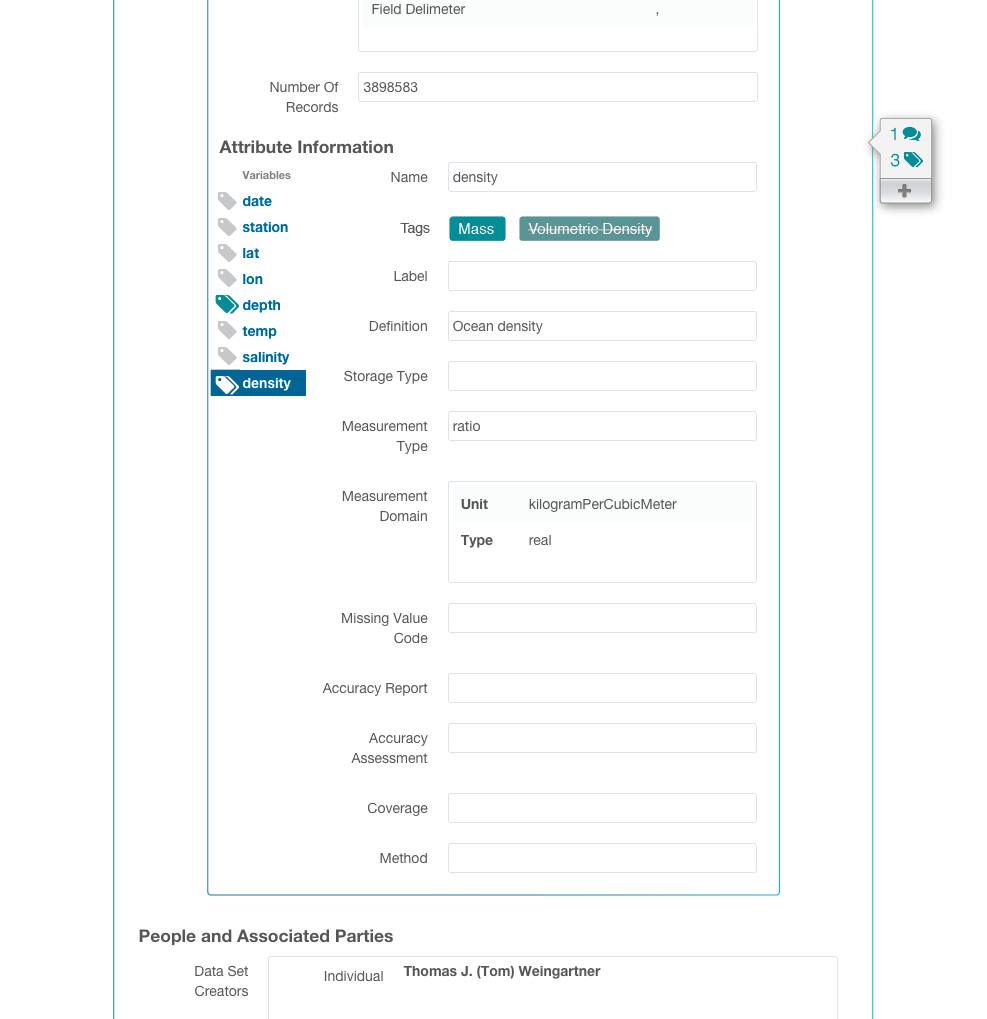 Field Delimeter ,
Number Of
Records
3898583
Attribute Information
Variables
date
station
lat
lon
depth
temp
salinity
density
Name density
Tags Mass Volumetric Density
Label
Definition Ocean density
Storage Type
Measurement
Type
ratio
Measurement
Domain
Unit kilogramPerCubicMeter
Type real
Missing Value
Code
Accuracy Report
Accuracy
Assessment
Coverage
Method
1
3
+
People and Associated Parties
Data Set
Creators
Individual Thomas J. (Tom) Weingartner